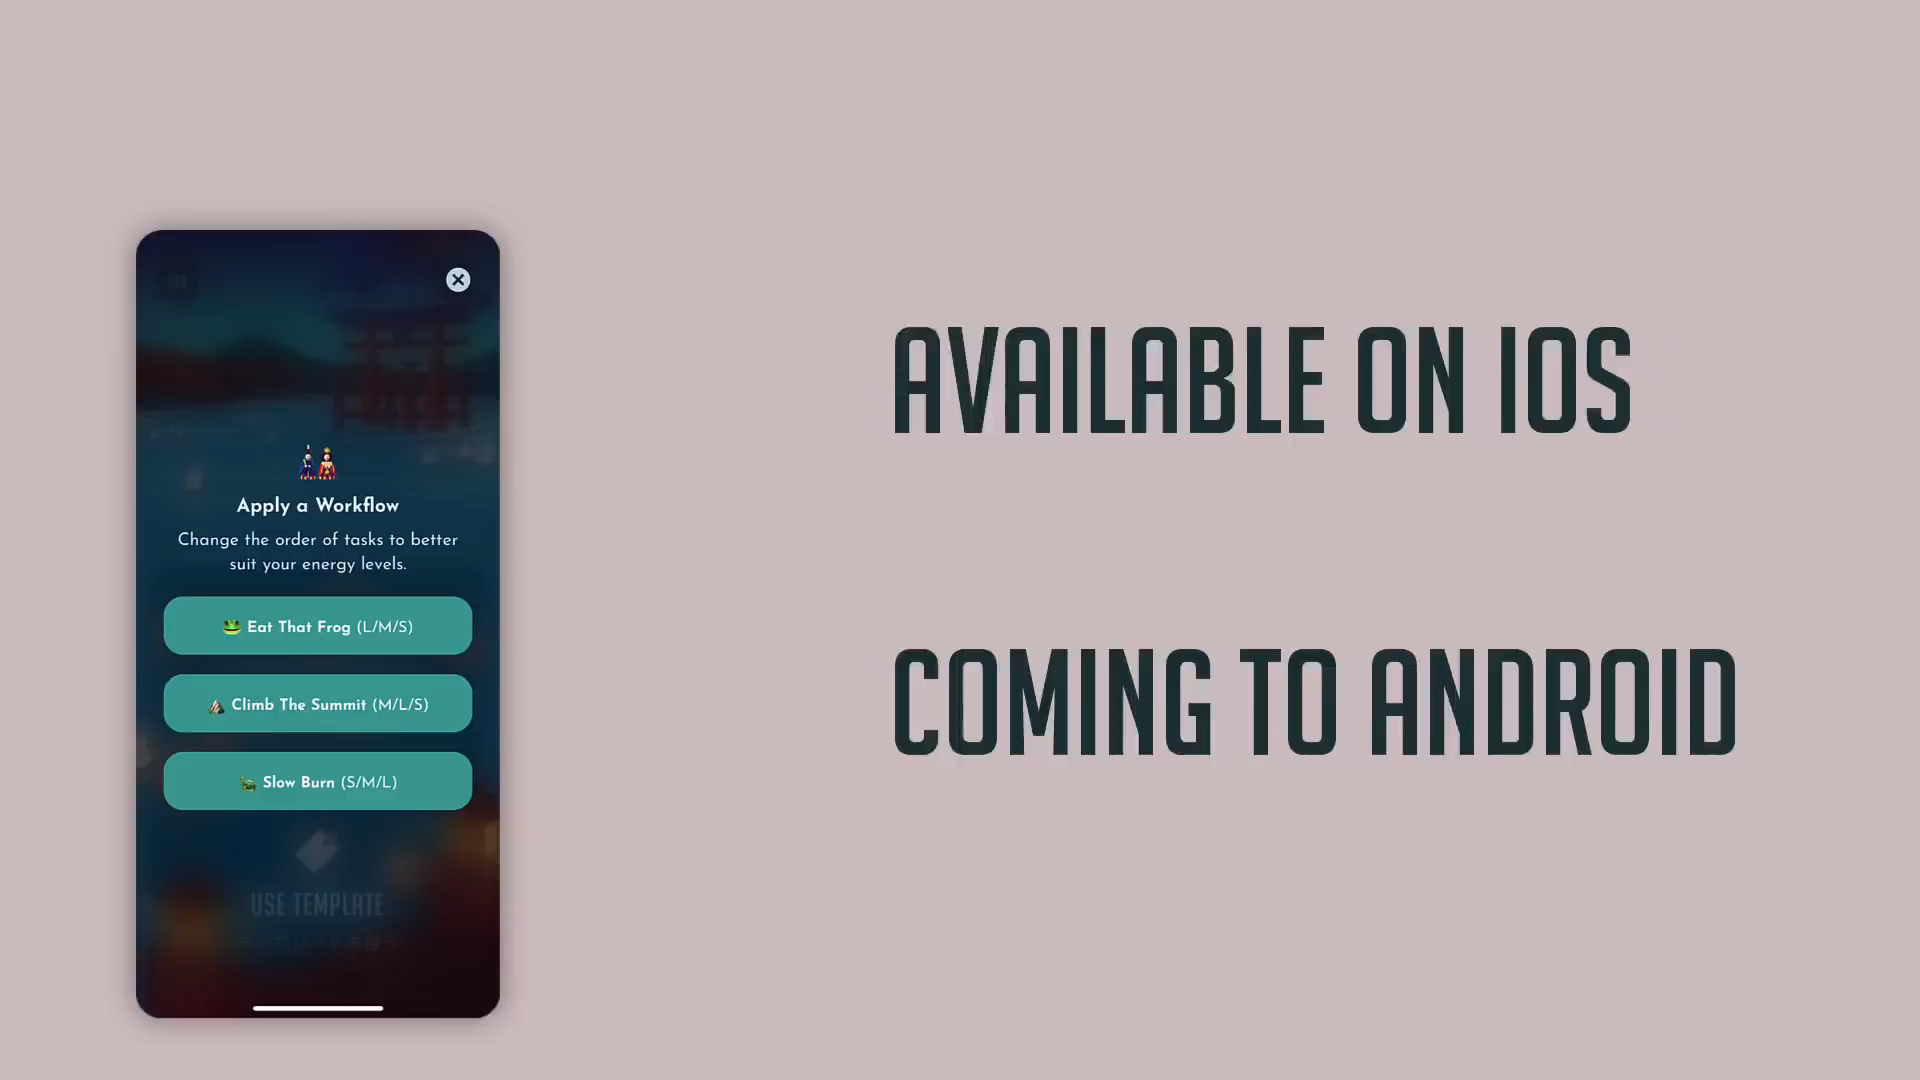 Apply a Workflow
Change the order of tasks to better
suit your energy levels.
🐸 Eat That Frog (L/M/S)
⛰️ Climb The Summit (M/L/S)
🐛 Slow Burn (S/M/L)
USE TEMPLATE
AVAILABLE ON IOS
COMING TO ANDROID